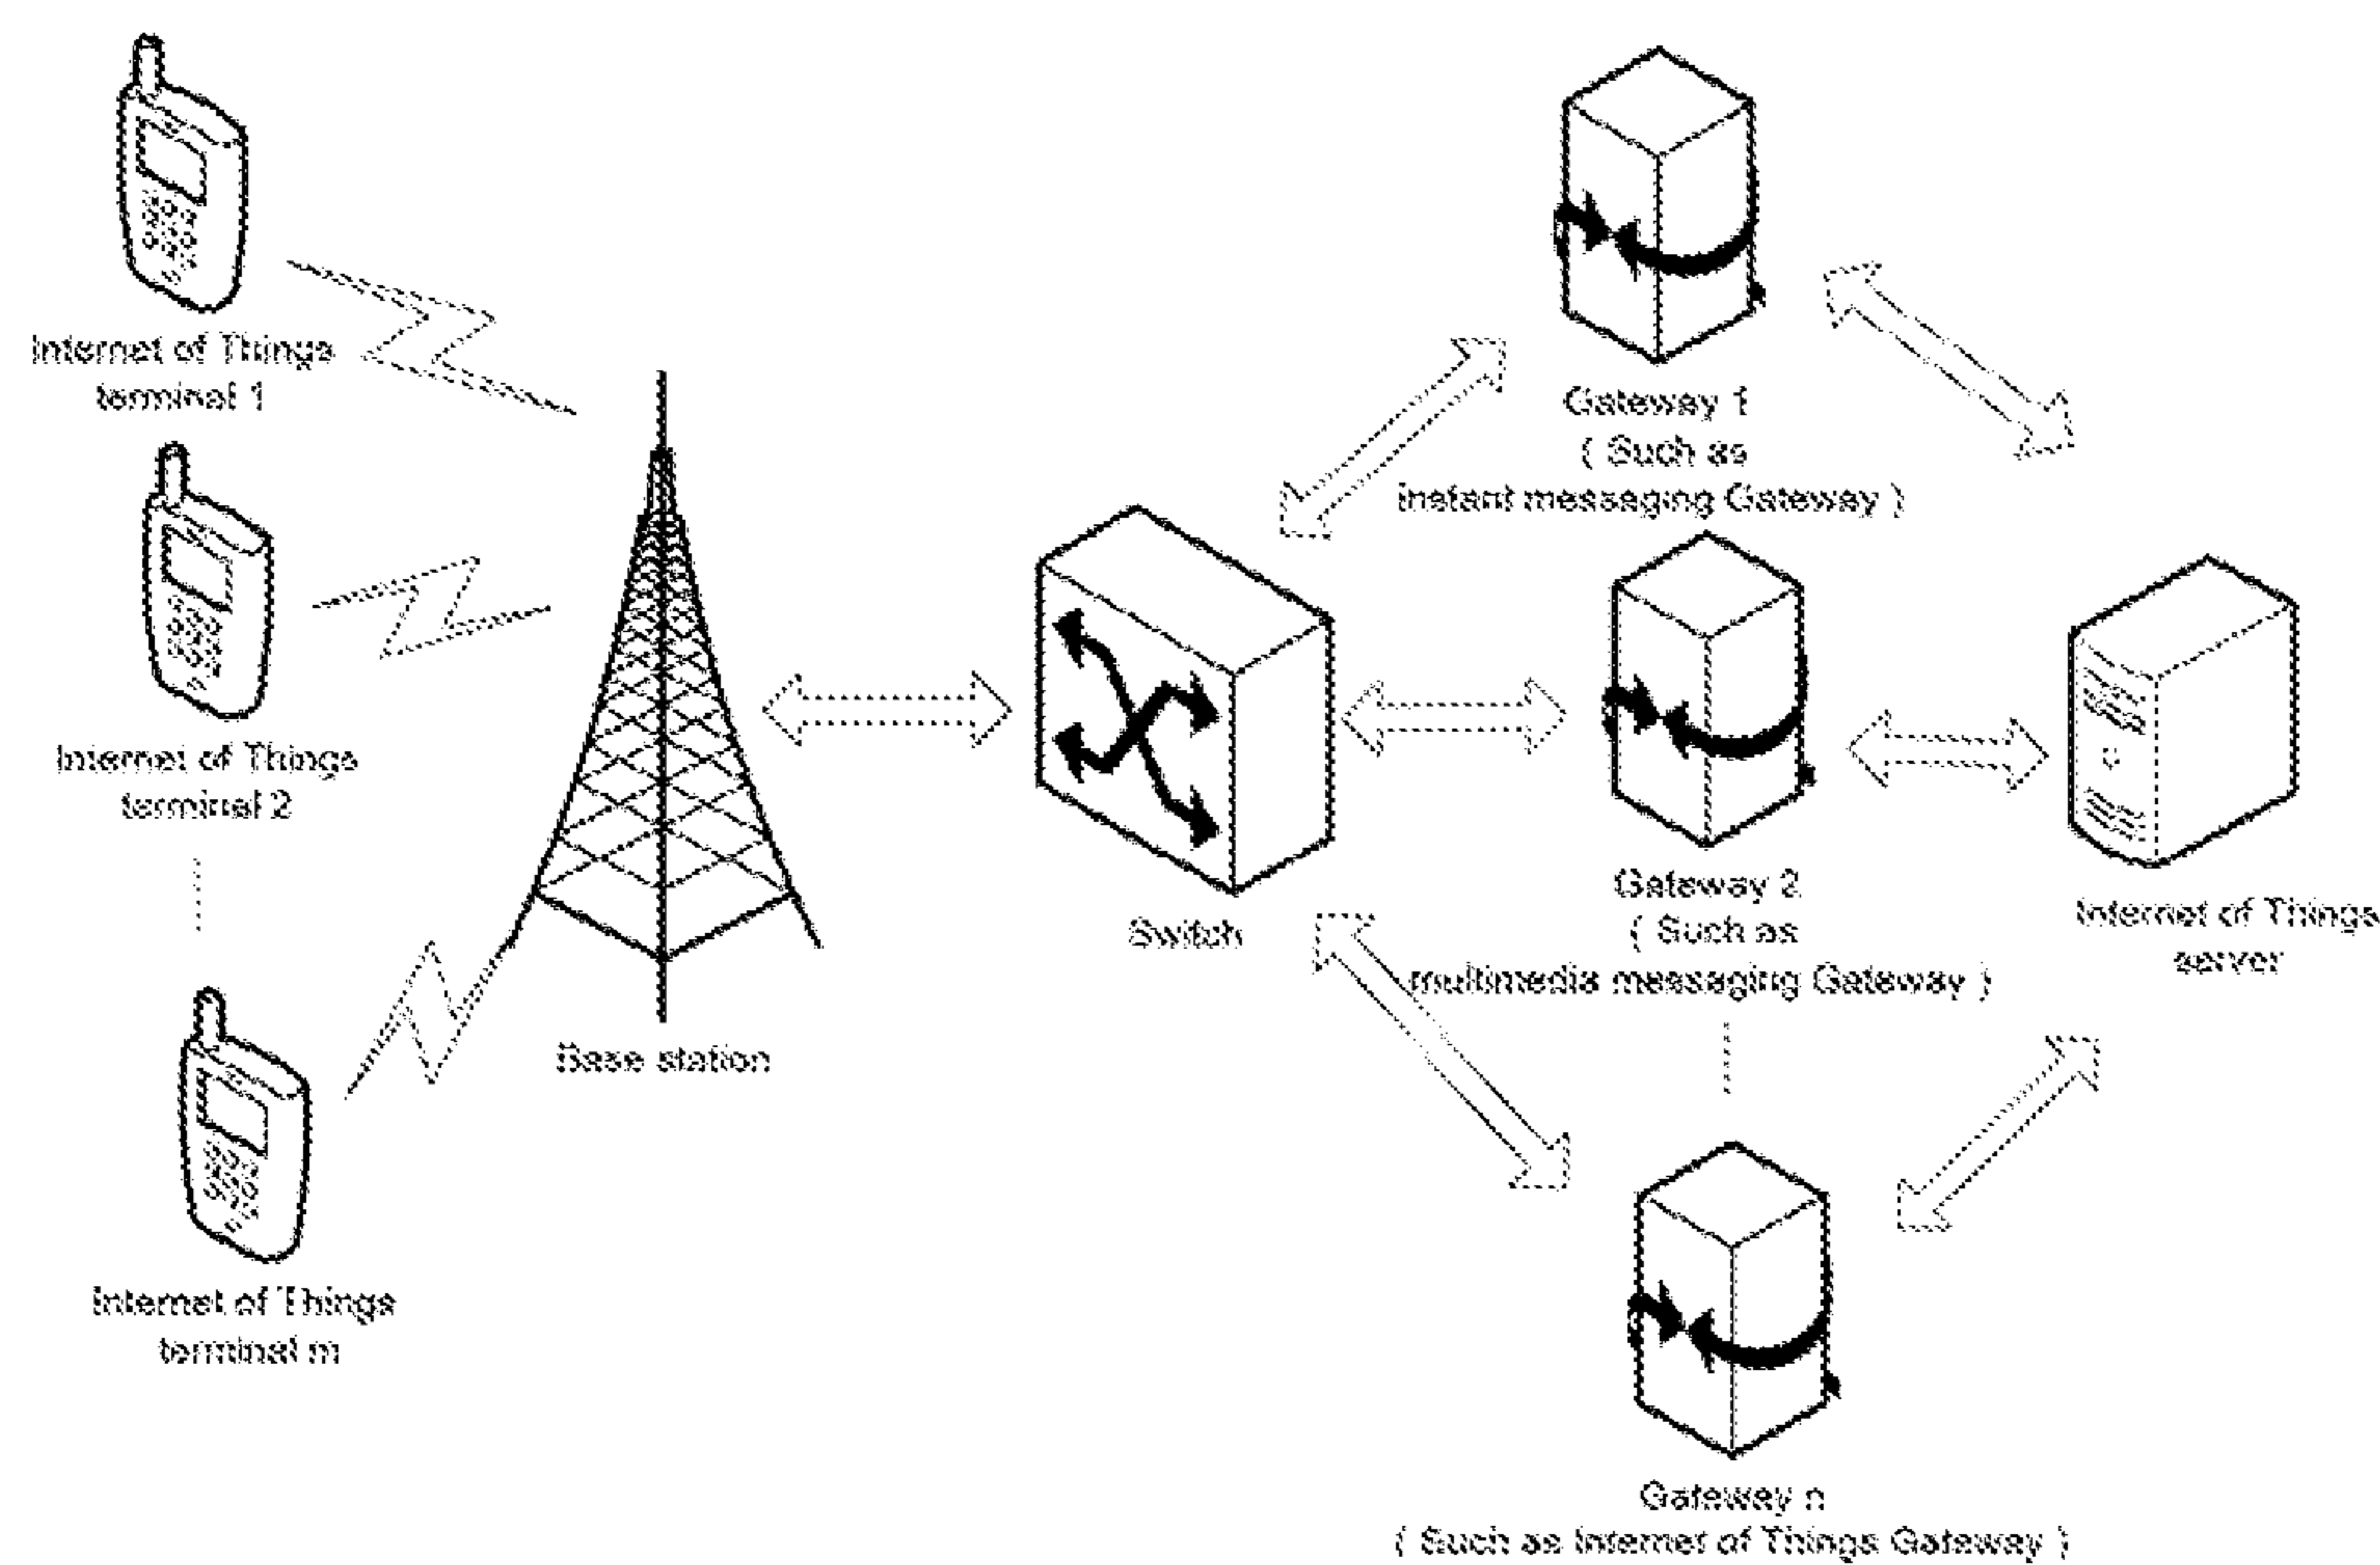 Internet of Things
terminal 1
Internet of Things
terminal 2
Internet of Things
terminal m
Base station
Switch
Gateway 1
( Such as
instant messaging Gateway )
Gateway 2
( Such as
multimedia messaging Gateway )
Gateway n
( Such as Internet of Things Gateway )
Internet of Things
server